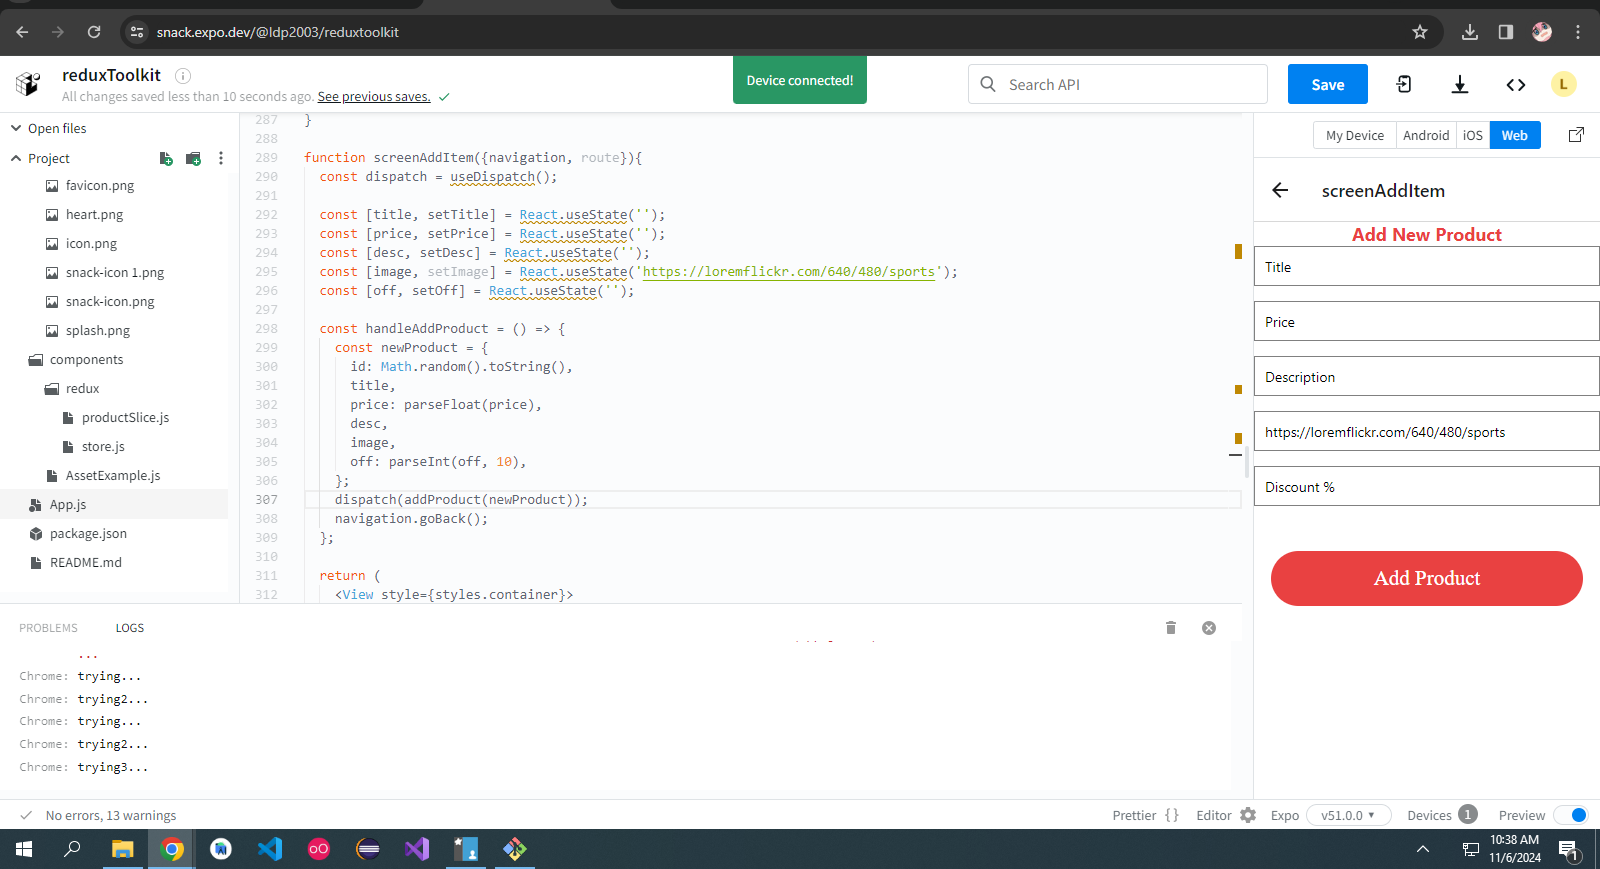 snack.expo.dev/@ldp2003/reduxtoolkit
reduxToolkit
All changes saved less than 10 seconds ago. See previous saves.
Device connected!
Search API
Save
L
Open files
Project
favicon.png
heart.png
icon.png
snack-icon 1.png
snack-icon.png
splash.png
components
redux
productSlice.js
store.js
AssetExample.js
App.js
package.json
README.md
287 }
288
289 function screenAddItem({navigation, route}){
290 const dispatch = useDispatch();
291
292 const [title, setTitle] = React.useState('');
293 const [price, setPrice] = React.useState('');
294 const [desc, setDesc] = React.useState('');
295 const [image, setImage] = React.useState('https://loremflickr.com/640/480/sports');
296 const [off, setOff] = React.useState('');
297
298 const handleAddProduct = () => {
299 const newProduct = {
300 id: Math.random().toString(),
301 title,
302 price: parseFloat(price),
303 desc,
304 image,
305 off: parseInt(off, 10),
306 };
307 dispatch(addProduct(newProduct));
308 navigation.goBack();
309 };
310
311 return (
312 <View style={styles.container}>
My Device
Android
iOS
Web
screenAddItem
Add New Product
Title
Price
Description
https://loremflickr.com/640/480/sports
Discount %
Add Product
PROBLEMS
LOGS
...
Chrome: trying...
Chrome: trying2...
Chrome: trying...
Chrome: trying2...
Chrome: trying3...
No errors, 13 warnings
Prettier { }
Editor
Expo
v51.0.0
Devices 1
Preview
10:38 AM
11/6/2024
1